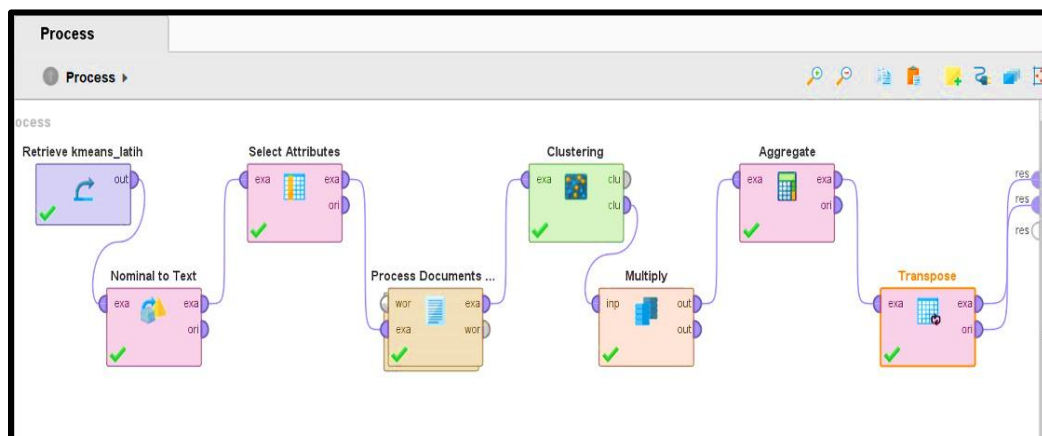 Process
Process
ocess
Retrieve kmeans_latih
out
Select Attributes
exa
exa
ori
Clustering
exa
clu
clu
Aggregate
exa
exa
ori
res
res
res
Nominal to Text
exa
exa
ori
Process Documents ...
wor
exa
exa
wor
Multiply
inp
out
out
Transpose
exa
exa
ori